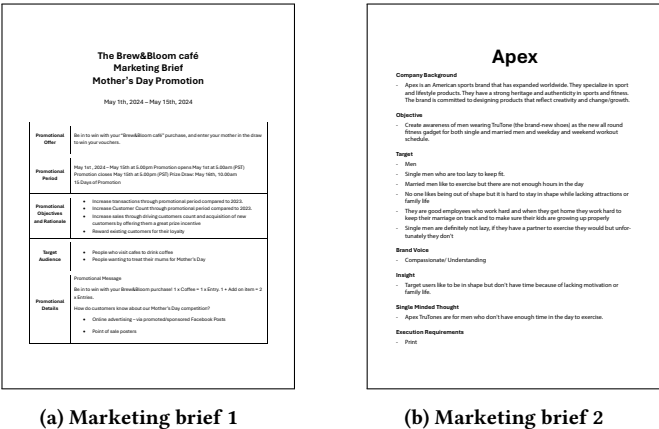 The Brew&Bloom café
Marketing Brief
Mother's Day Promotion
May 1th, 2024 – May 15th, 2024
Promotional
Offer
Be in to win with your "Brew&Bloom café" purchase, and enter your mother in the draw
to win your vouchers.
Promotional
Period
May 1st , 2024 – May 15th at 5.00pm Promotion opens May 1st at 5.00am (PST)
Promotion closes May 15th at 5.00pm (PST) Prize Draw: May 16th, 10.00am
15 Days of Promotion
Promotional
Objectives
and Rationale
• Increase transactions through promotional period compared to 2023.
• Increase Customer Count through promotional period compared to 2023.
• Increase sales through driving customers count and acquisition of new
customers by offering them a great prize incentive
• Reward existing customers for their loyalty
Target
Audience
• People who visit cafes to drink coffee
• People wanting to treat their mums for Mother's Day
Promotional
Details
Promotional Message
Be in to win with your Brew&Bloom purchase! 1 x Coffee = 1 x Entry, 1 + Add on item = 2
x Entries.
How do customers know about our Mother's Day competition?
• Online advertising – via promoted/sponsored Facebook Posts
• Point of sale posters
(a) Marketing brief 1
Apex
Company Background
- Apex is an American sports brand that has expanded worldwide. They specialize in sport
and lifestyle products. They have a strong heritage and authenticity in sports and fitness.
The brand is committed to designing products that reflect creativity and change/growth.
Objective
- Create awareness of men wearing TruTone (the brand-new shoes) as the new all round
fitness gadget for both single and married men and weekday and weekend workout
schedule.
Target
- Men
- Single men who are too lazy to keep fit.
- Married men like to exercise but there are not enough hours in the day
- No one likes being out of shape but it is hard to stay in shape while lacking attractions or
family life
- They are good employees who work hard and when they get home they work hard to
keep their marriage on track and to make sure their kids are growing up properly
- Single men are definitely not lazy, if they have a partner to exercise they would but unfor-
tunately they don't
Brand Voice
- Compassionate/ Understanding
Insight
- Target users like to be in shape but don't have time because of lacking motivation or
family life.
Single Minded Thought
- Apex TruTones are for men who don't have enough time in the day to exercise.
Execution Requirements
- Print
(b) Marketing brief 2